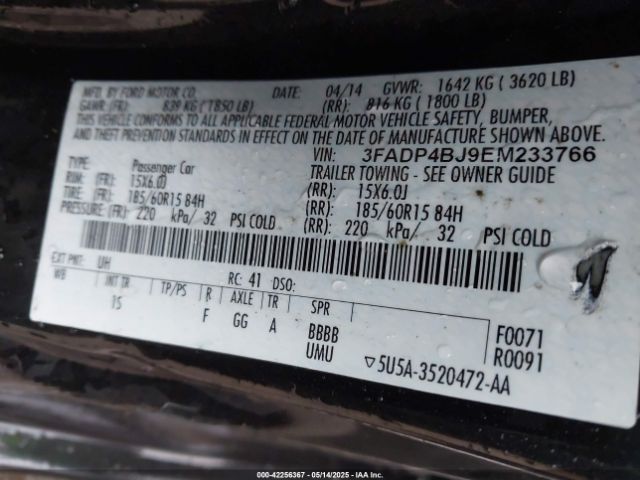 MFD. BY FORD MOTOR CO. DATE: 04/14 GVWR: 1642 KG ( 3620 LB)
GAWR: (FR): 839 KG ( 1850 LB) (RR): 816 KG ( 1800 LB)
THIS VEHICLE CONFORMS TO ALL APPLICABLE FEDERAL MOTOR VEHICLE SAFETY, BUMPER,
AND THEFT PREVENTION STANDARDS IN EFFECT ON THE DATE OF MANUFACTURE SHOWN ABOVE.
VIN: 3FADP4BJ9EM233766
TYPE: Passenger Car TRAILER TOWING - SEE OWNER GUIDE
RIM: (FR): 15X6.0J (RR): 15X6.0J
TIRE: (FR): 185/60R15 84H (RR): 185/60R15 84H
PRESSURE: (FR): 220 kPa/ 32 PSI COLD (RR): 220 kPa/ 32 PSI COLD
EXT PNT: UH RC: 41 DSO:
WB INT TR TP/PS R AXLE TR SPR
IS F GG A BBBB F0071
UMU R0091
5U5A-3520472-AA
000-42256367 - 05/14/2025 - IAA Corp.